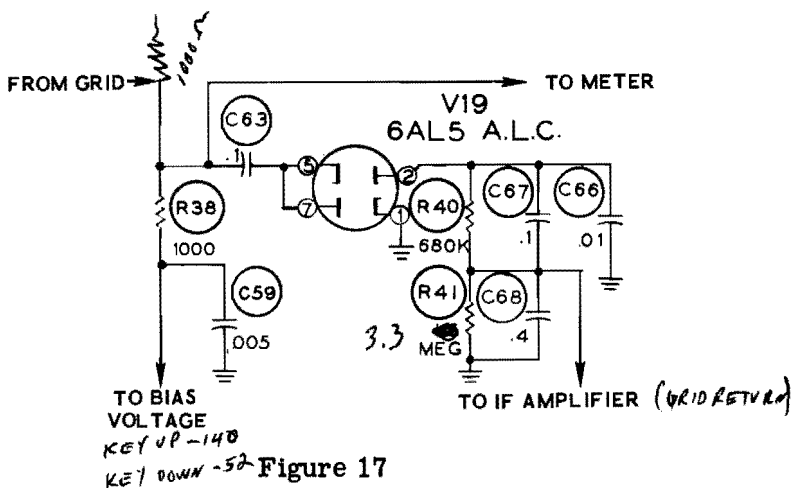 1000Ω
FROM GRID
TO METER
V19
6AL5 A.L.C.
C63
.1
5
7
2
1
R38
1000
R40
680K
C67
.1
C66
.01
C59
.005
R41
3.3
MEG
C68
.4
TO BIAS
VOLTAGE
TO IF AMPLIFIER (GRID RETURN)
KEY UP -140
KEY DOWN -52
Figure 17